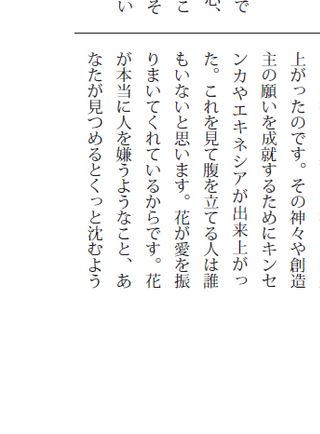 で
心、
こ
そ
い
上がったのです。その神々や創造
主の願いを成就するためにキンセ
ンカやエキネシアが出来上がっ
た。これを見て腹を立てる人は誰
もいないと思います。花が愛を振
りまいてくれているからです。花
が本当に人を嫌うようなこと、あ
なたが見つめるとくっと沈むよう